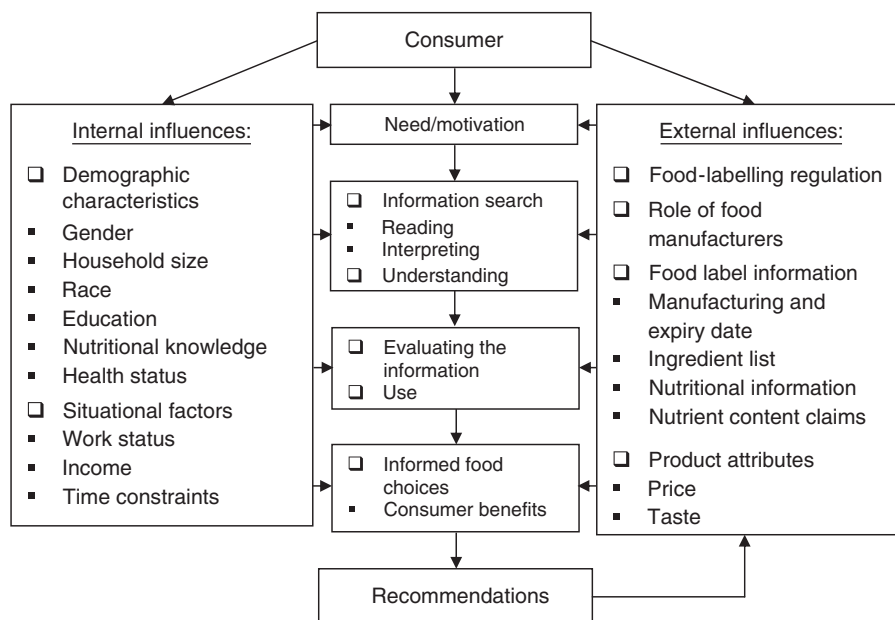 Consumer
Internal influences:
❑ Demographic
characteristics
▪ Gender
▪ Household size
▪ Race
▪ Education
▪ Nutritional knowledge
▪ Health status
❑ Situational factors
▪ Work status
▪ Income
▪ Time constraints
Need/motivation
❑ Information search
▪ Reading
▪ Interpreting
❑ Understanding
❑ Evaluating the
information
❑ Use
❑ Informed food
choices
▪ Consumer benefits
Recommendations
External influences:
❑ Food-labelling regulation
❑ Role of food
manufacturers
❑ Food label information
▪ Manufacturing and
expiry date
▪ Ingredient list
▪ Nutritional information
▪ Nutrient content claims
❑ Product attributes
▪ Price
▪ Taste